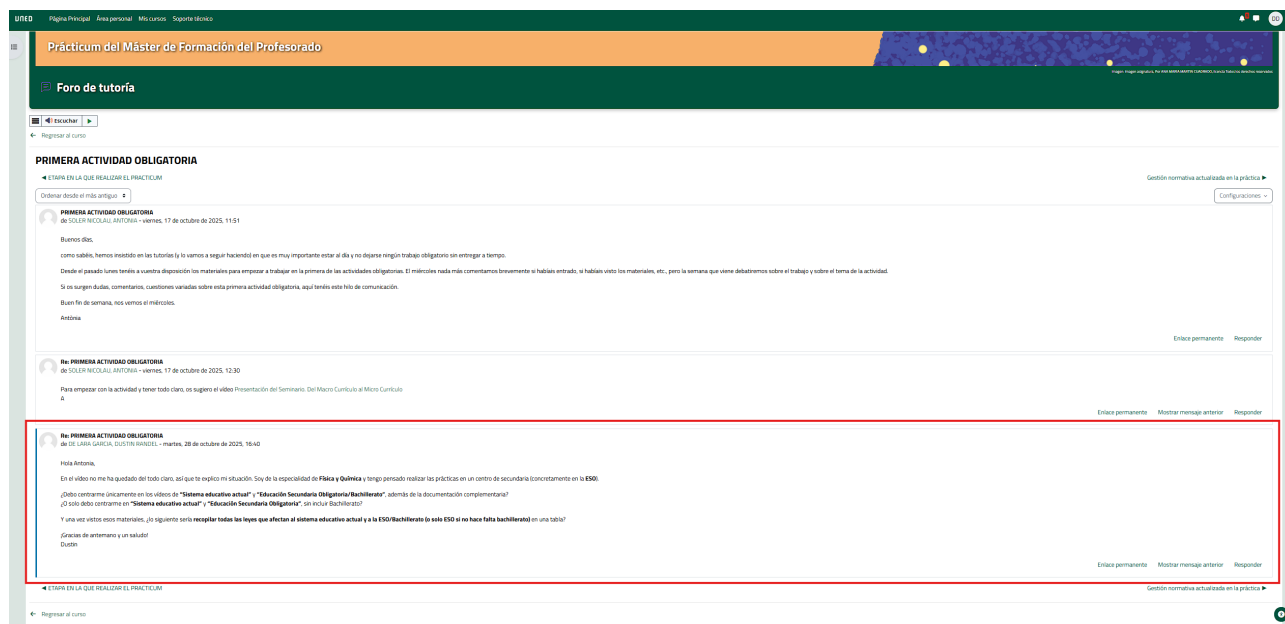 UNED Página Principal Área personal Mis cursos Soporte técnico DD
Prácticum del Máster de Formación del Profesorado
Foro de tutoría
Escuchar
Regresar al curso
PRIMERA ACTIVIDAD OBLIGATORIA
◄ ETAPA EN LA QUE REALIZAR EL PRACTICUM Gestión normativa actualizada en la práctica ►
Ordenar desde el más antiguo Configuraciones
PRIMERA ACTIVIDAD OBLIGATORIA
de SOLER NICOLAU, ANTONIA - viernes, 17 de octubre de 2025, 11:51
Buenos días,
como sabéis, hemos insistido en las tutorías (y lo vamos a seguir haciendo) en que es muy importante estar al día y no dejarse ningún trabajo obligatorio sin entregar a tiempo.
Desde el pasado lunes tenéis a vuestra disposición los materiales para empezar a trabajar en la primera de las actividades obligatorias. El miércoles nada más comentamos brevemente si habíais entrado, si habíais visto los materiales, etc., pero la semana que viene debatiremos sobre el trabajo y sobre el tema de la actividad.
Si os surgen dudas, comentarios, cuestiones variadas sobre esta primera actividad obligatoria, aquí tenéis este hilo de comunicación.
Buen fin de semana, nos vemos el miércoles.
Antònia
Enlace permanente Responder
Re: PRIMERA ACTIVIDAD OBLIGATORIA
de SOLER NICOLAU, ANTONIA - viernes, 17 de octubre de 2025, 12:30
Para empezar con la actividad y tener todo claro, os sugiero el vídeo Presentación del Seminario. Del Macro Currículo al Micro Currículo
A
Enlace permanente Mostrar mensaje anterior Responder
Re: PRIMERA ACTIVIDAD OBLIGATORIA
de DE LARA GARCIA, DUSTIN RANDEL - martes, 28 de octubre de 2025, 16:40
Hola Antonia,
En el vídeo no me ha quedado del todo claro, así que te explico mi situación. Soy de la especialidad de Física y Química y tengo pensado realizar las prácticas en un centro de secundaria (concretamente en la ESO).
¿Debo centrarme únicamente en los vídeos de "Sistema educativo actual" y "Educación Secundaria Obligatoria/Bachillerato", además de la documentación complementaria?
¿O solo debo centrarme en "Sistema educativo actual" y "Educación Secundaria Obligatoria", sin incluir Bachillerato?
Y una vez vistos esos materiales, ¿lo siguiente sería recopilar todas las leyes que afectan al sistema educativo actual y a la ESO/Bachillerato (o solo ESO si no hace falta bachillerato) en una tabla?
¡Gracias de antemano y un saludo!
Dustin
Enlace permanente Mostrar mensaje anterior Responder
◄ ETAPA EN LA QUE REALIZAR EL PRACTICUM Gestión normativa actualizada en la práctica ►
Regresar al curso